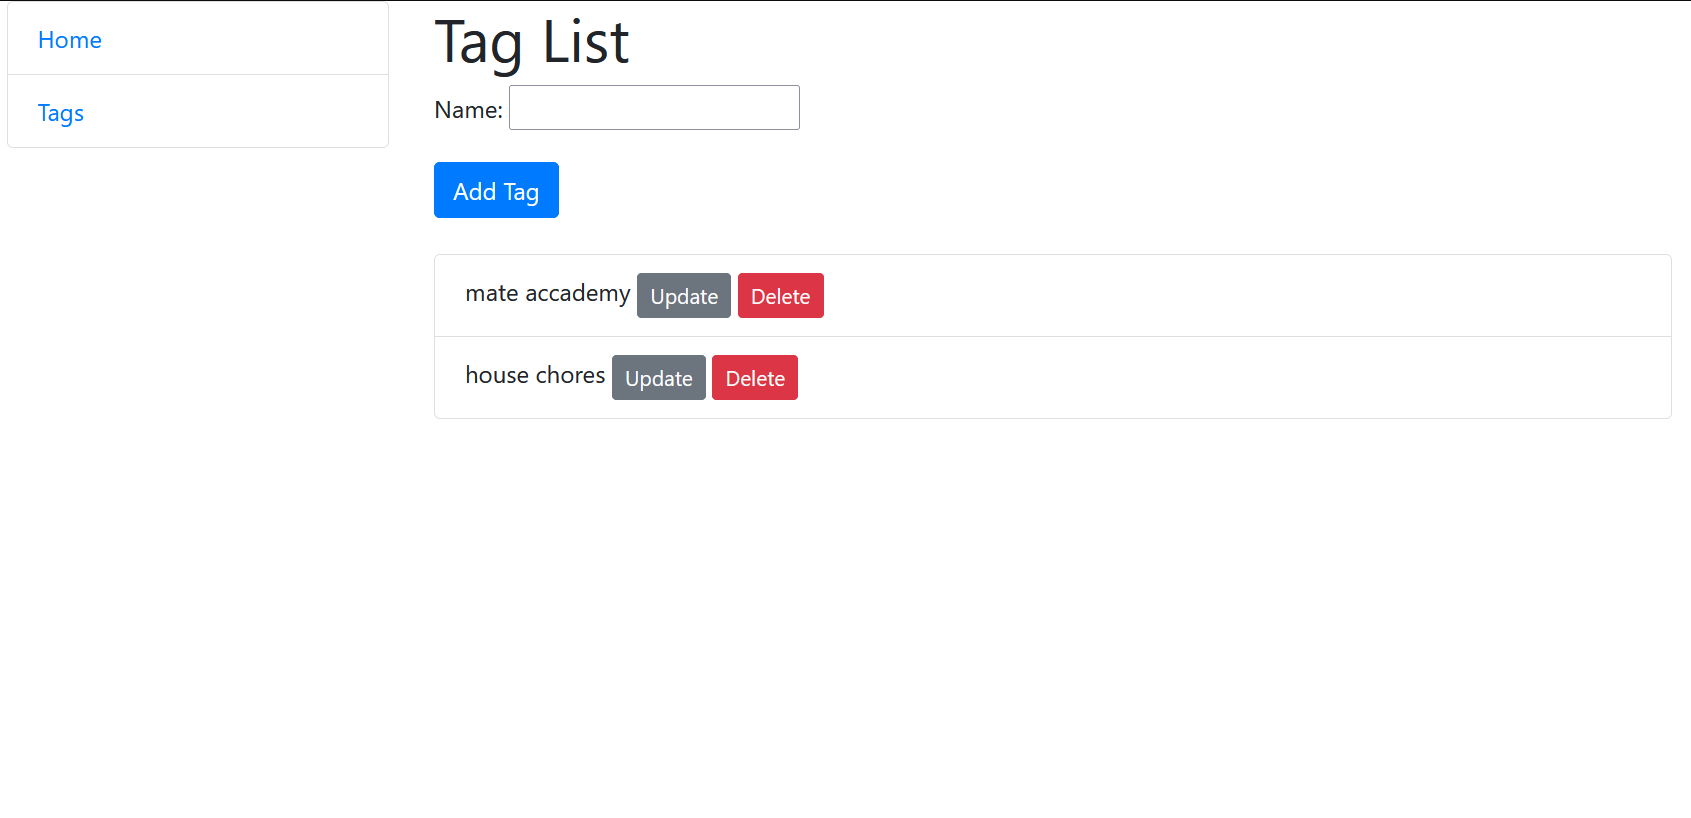 Home
Tags
Tag List
Name:
Add Tag
mate accademy Update Delete
house chores Update Delete